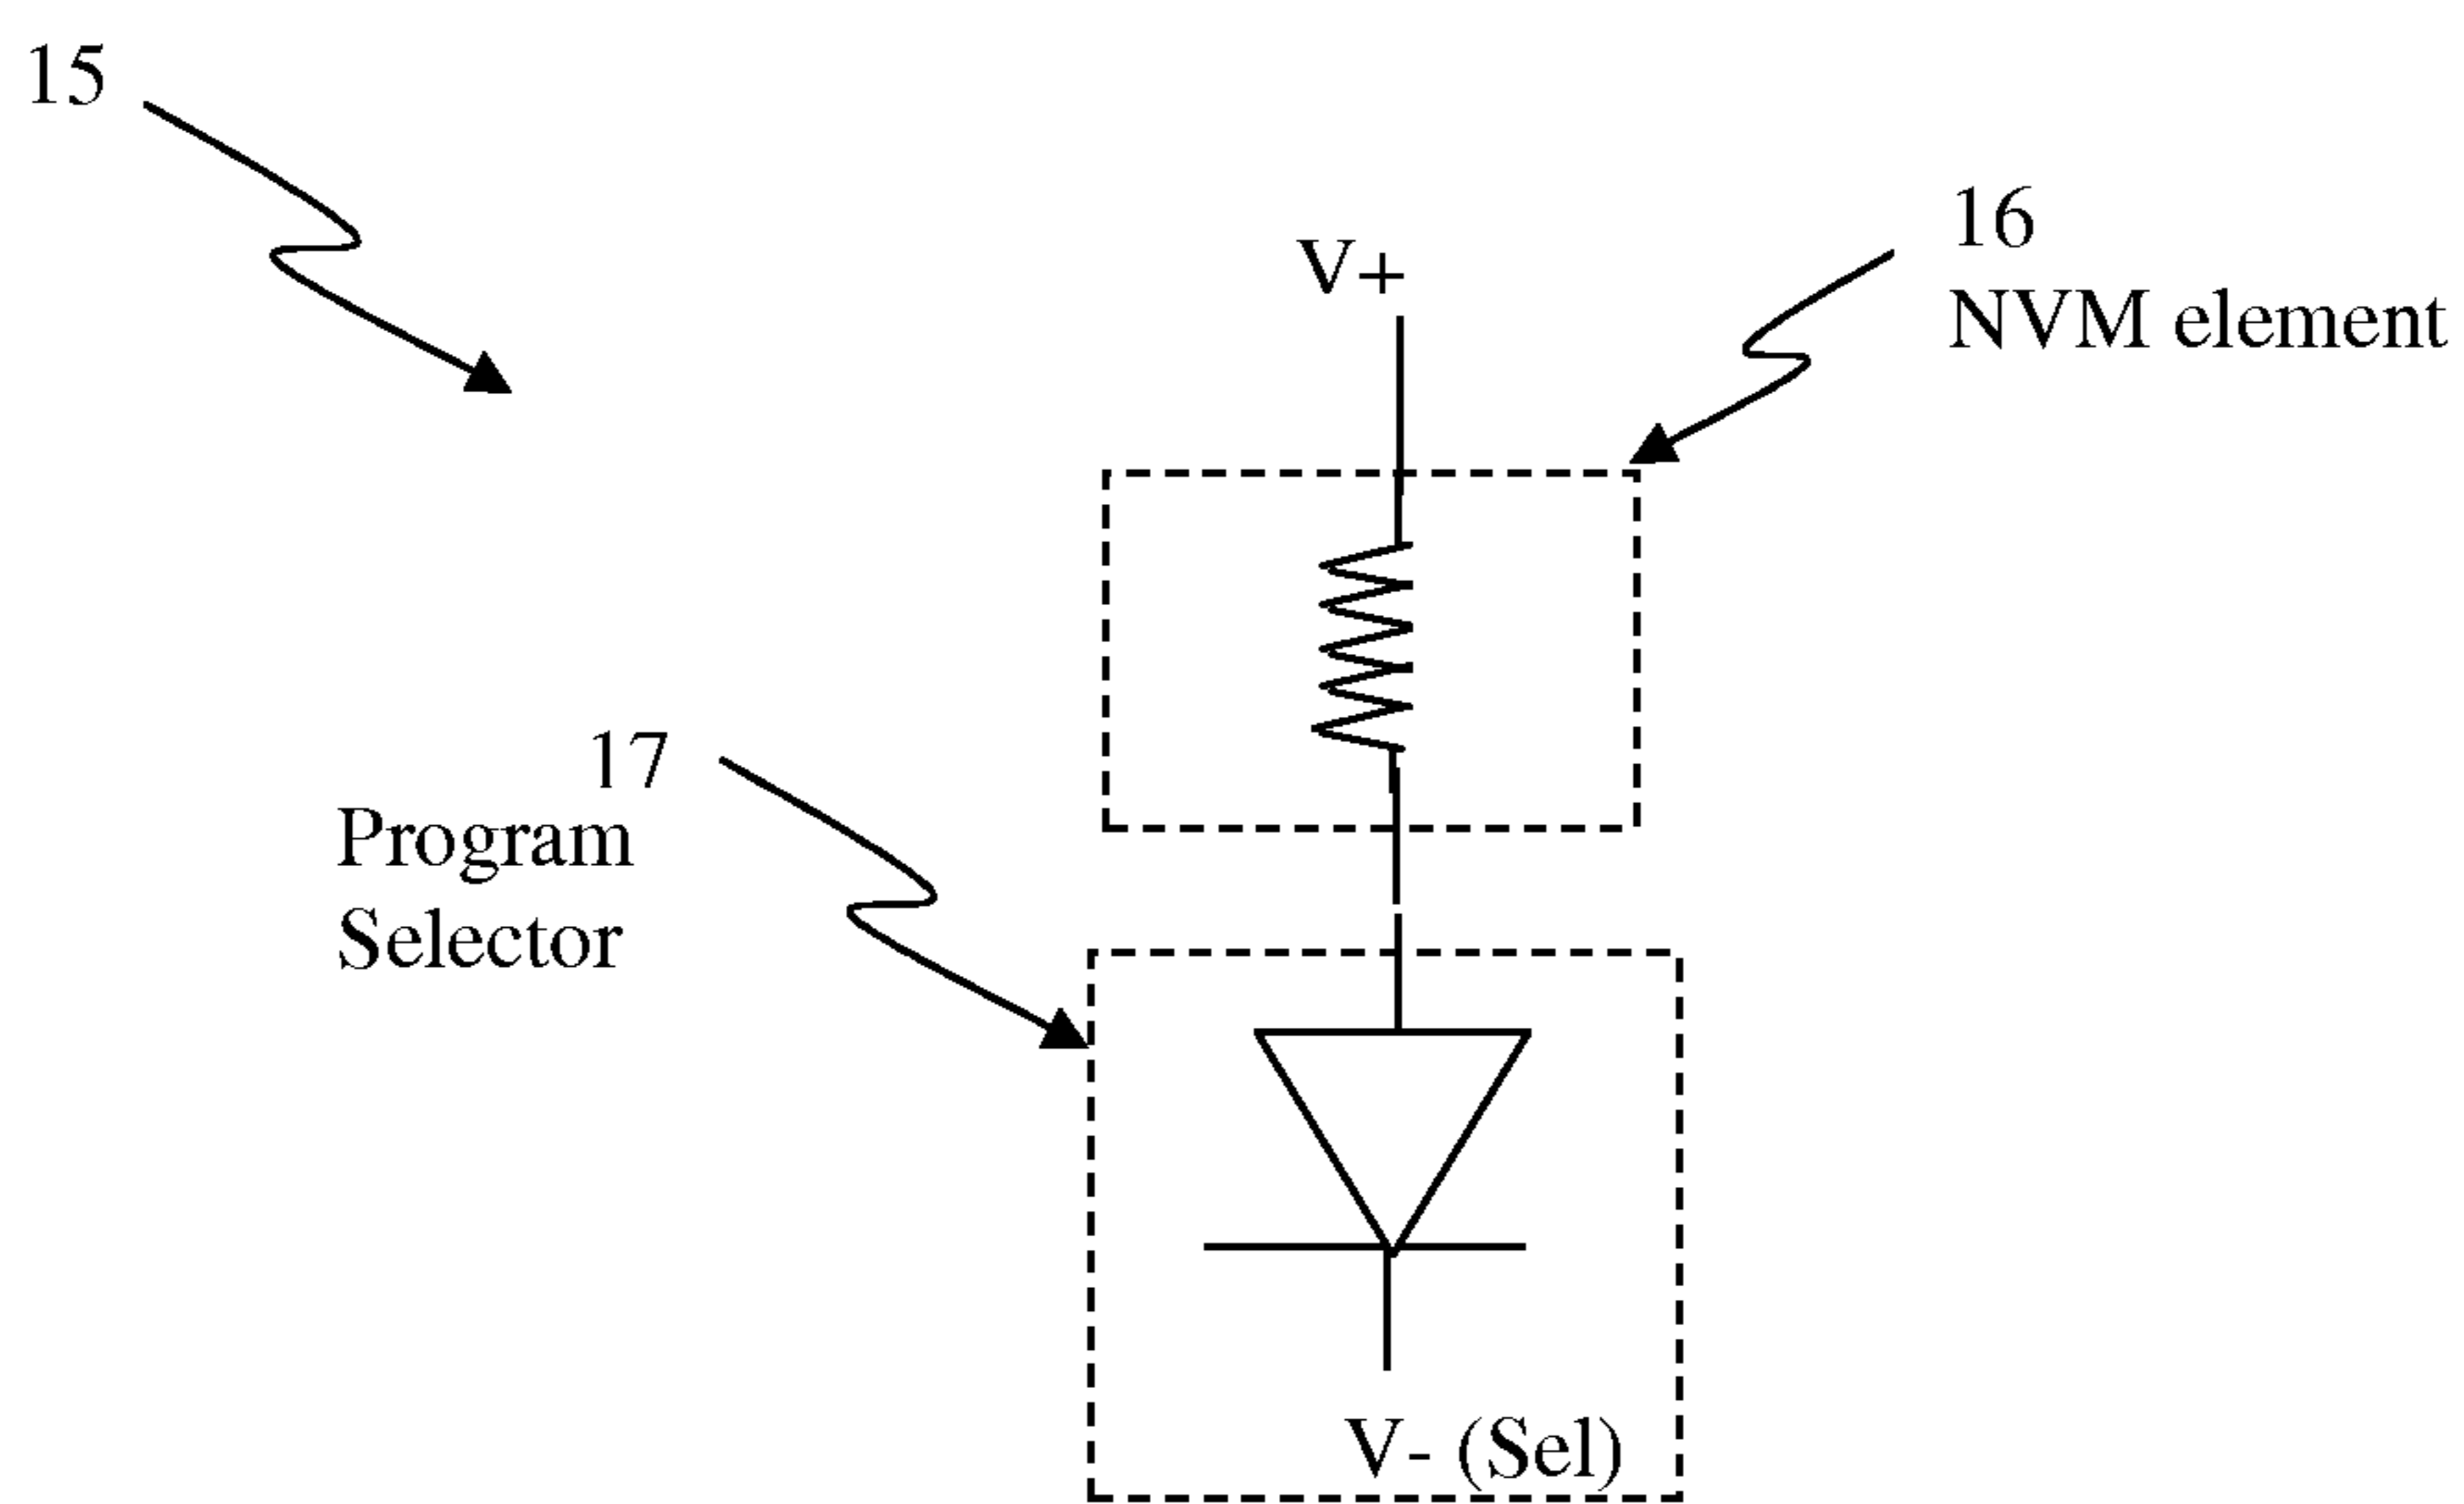 15
V+
16
NVM element
17
Program
Selector
V- (Sel)